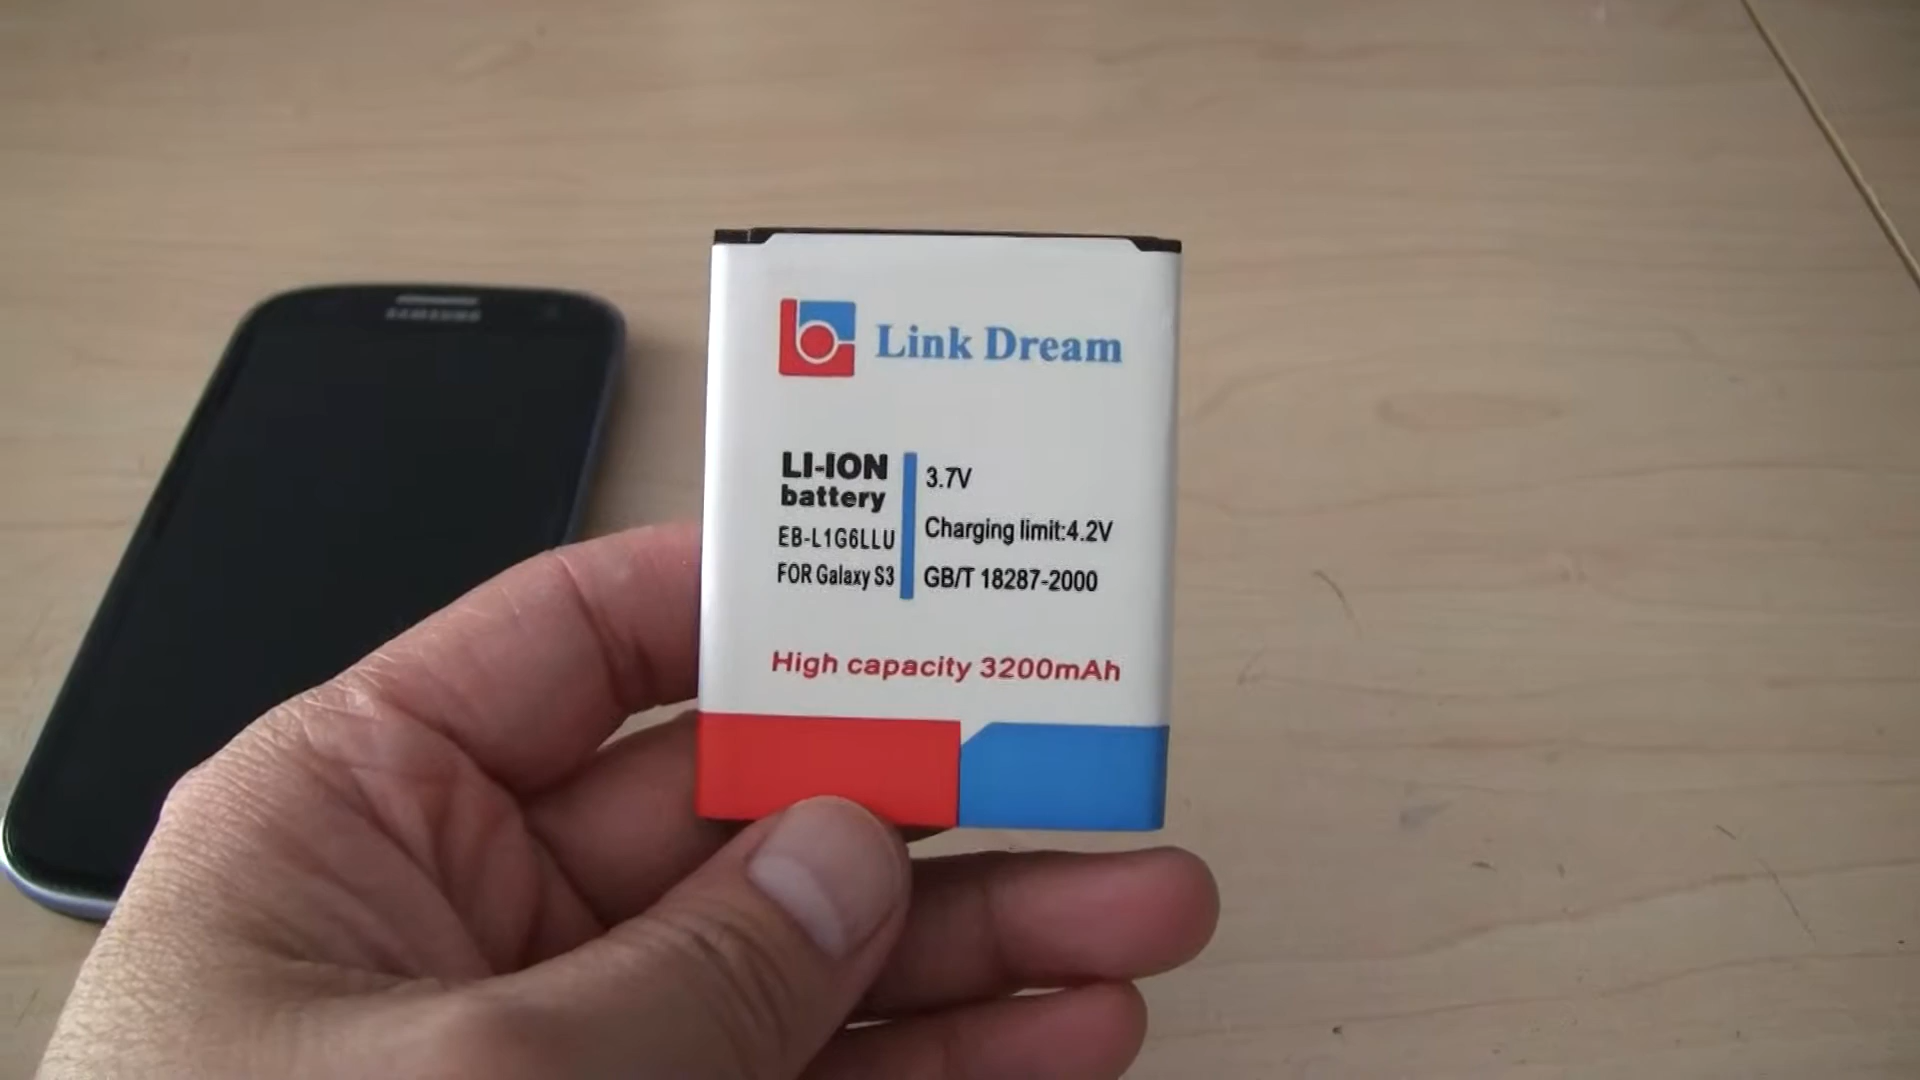 SAMSUNG
Link Dream
LI-ION
battery
EB-L1G6LLU
FOR Galaxy S3
3.7V
Charging limit:4.2V
GB/T 18287-2000
High capacity 3200mAh